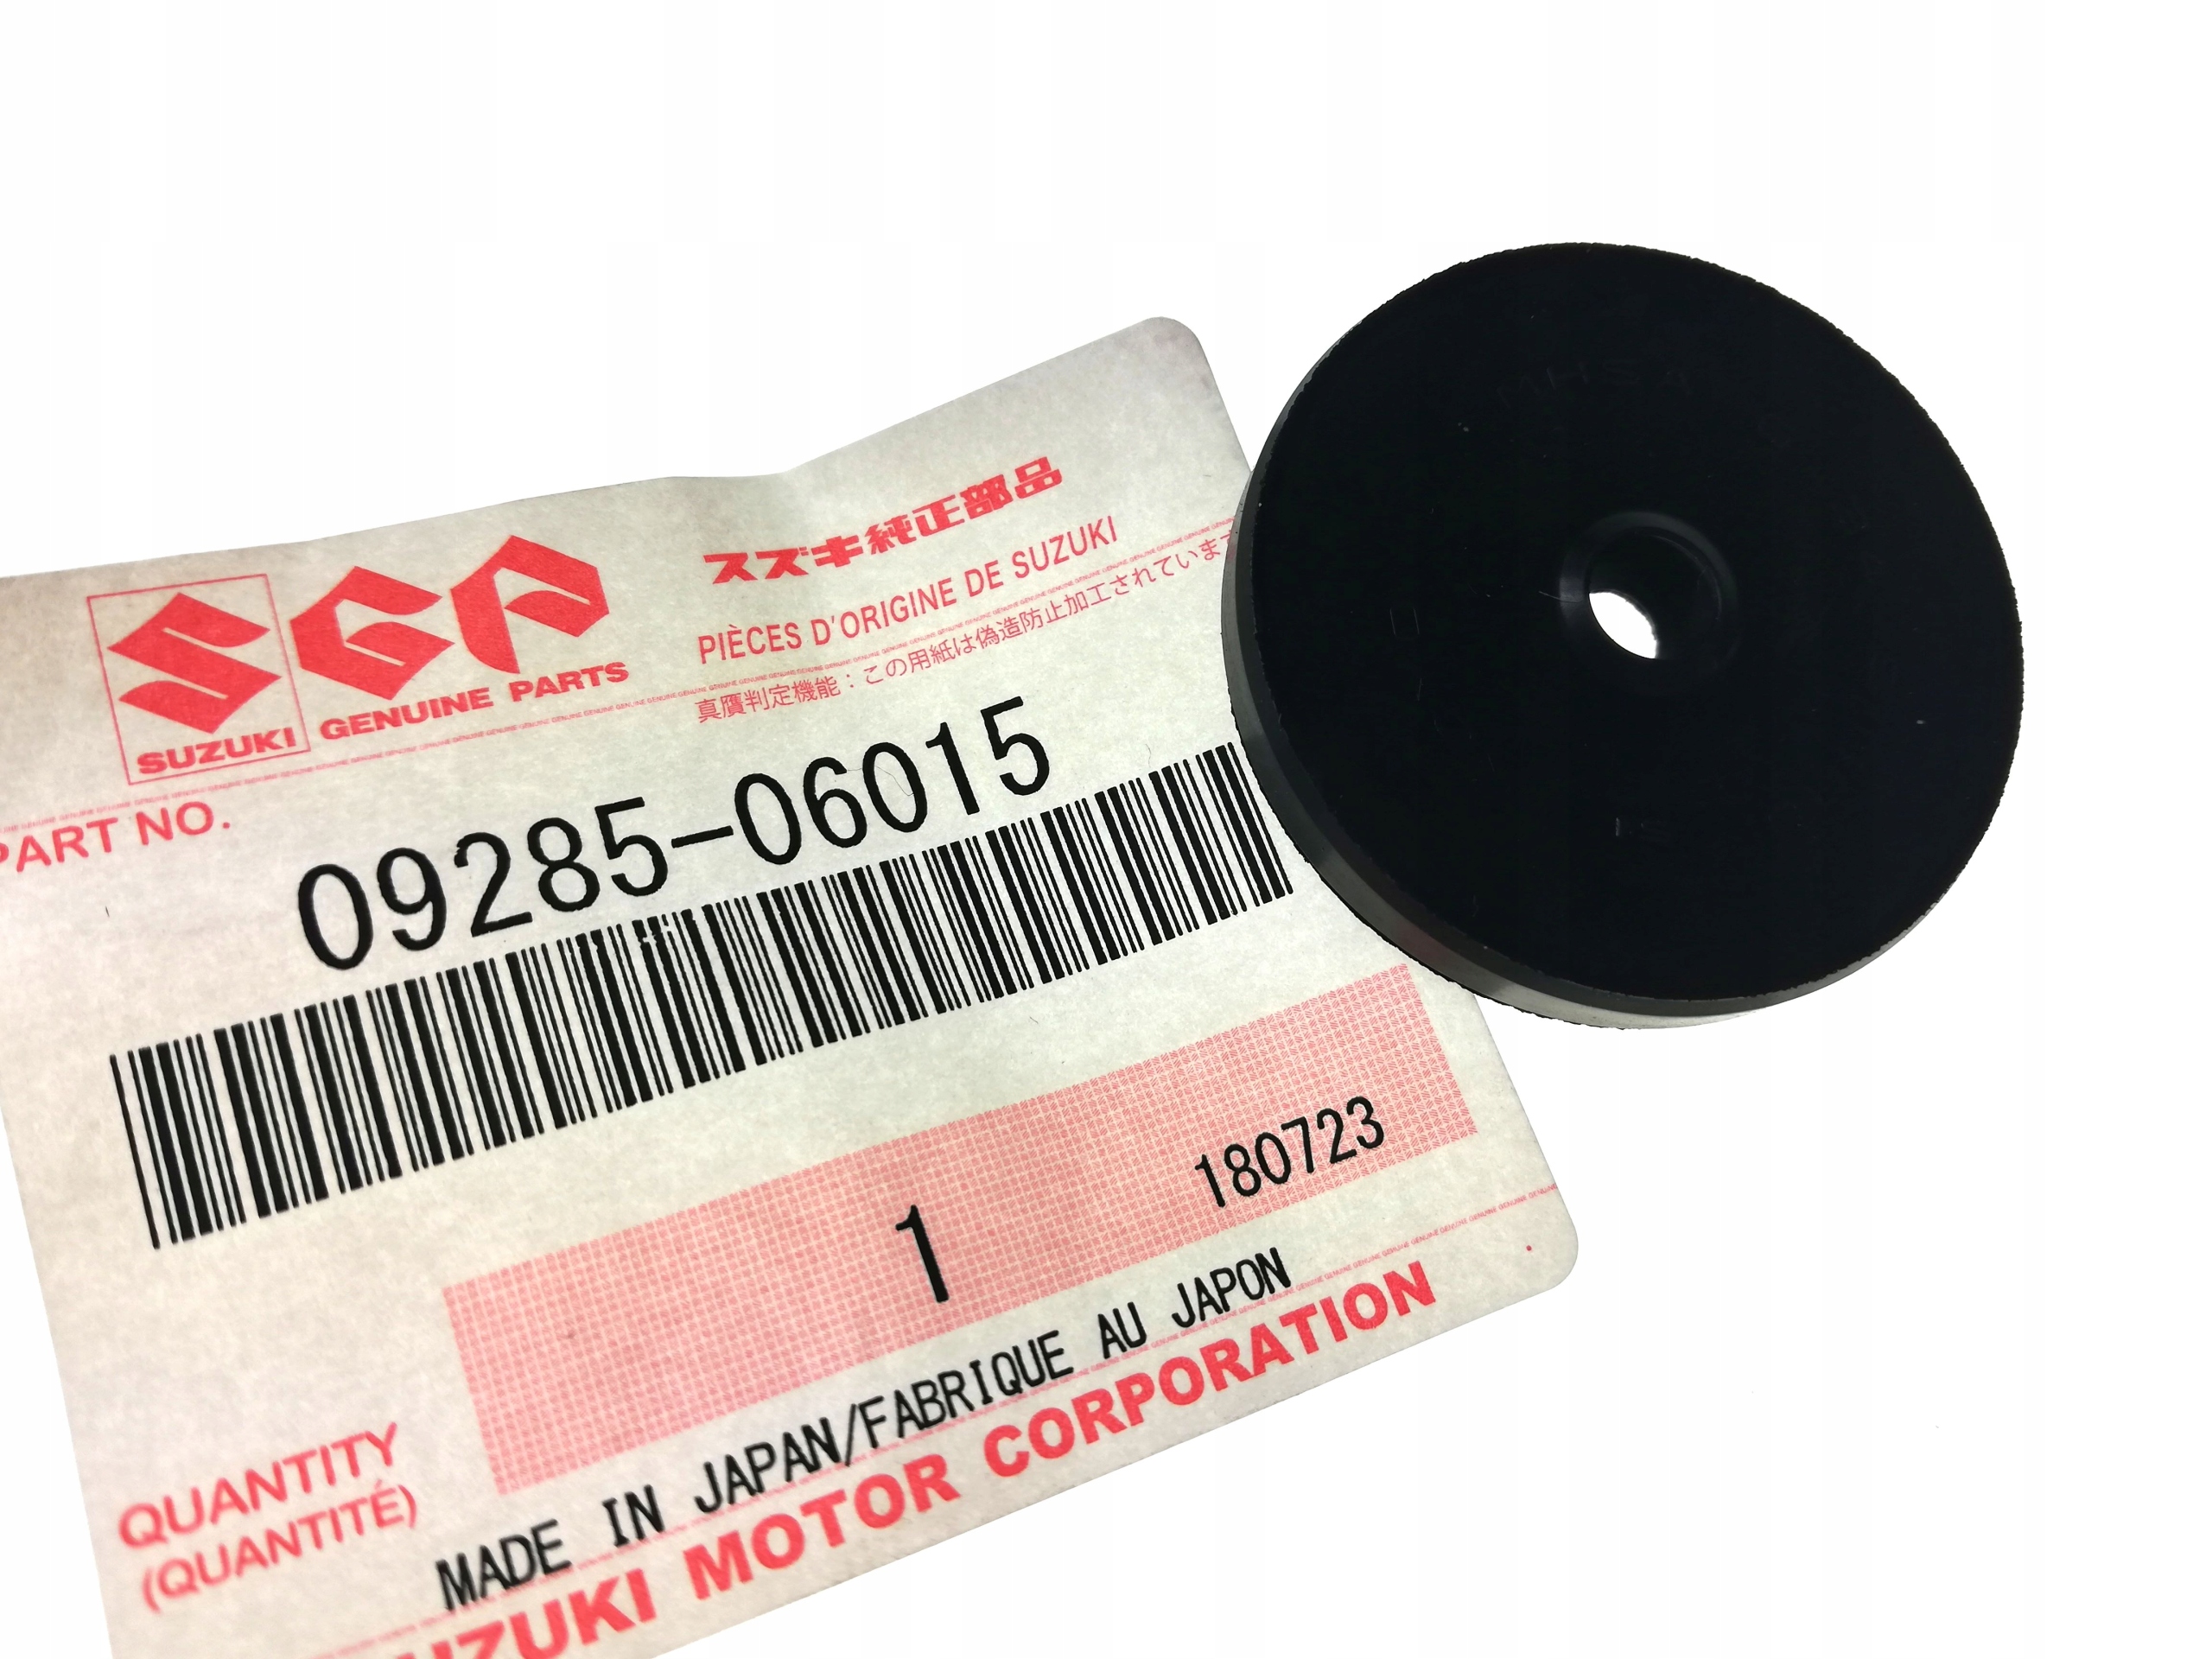 SGP
SUZUKI
GENUINE PARTS
スズキ純正部品
PIÈCES D'ORIGINE DE SUZUKI
真贋判定機能：この用紙は偽造防止加工されています
PART NO.
09285-06015
1
180723
QUANTITY
(QUANTITÉ)
MADE IN JAPAN/FABRIQUE AU JAPON
SUZUKI MOTOR CORPORATION
MHSA